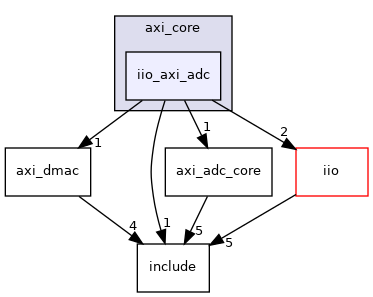 axi_core
iio_axi_adc
1
1
2
axi_dmac
axi_adc_core
iio
4
1
5
5
include